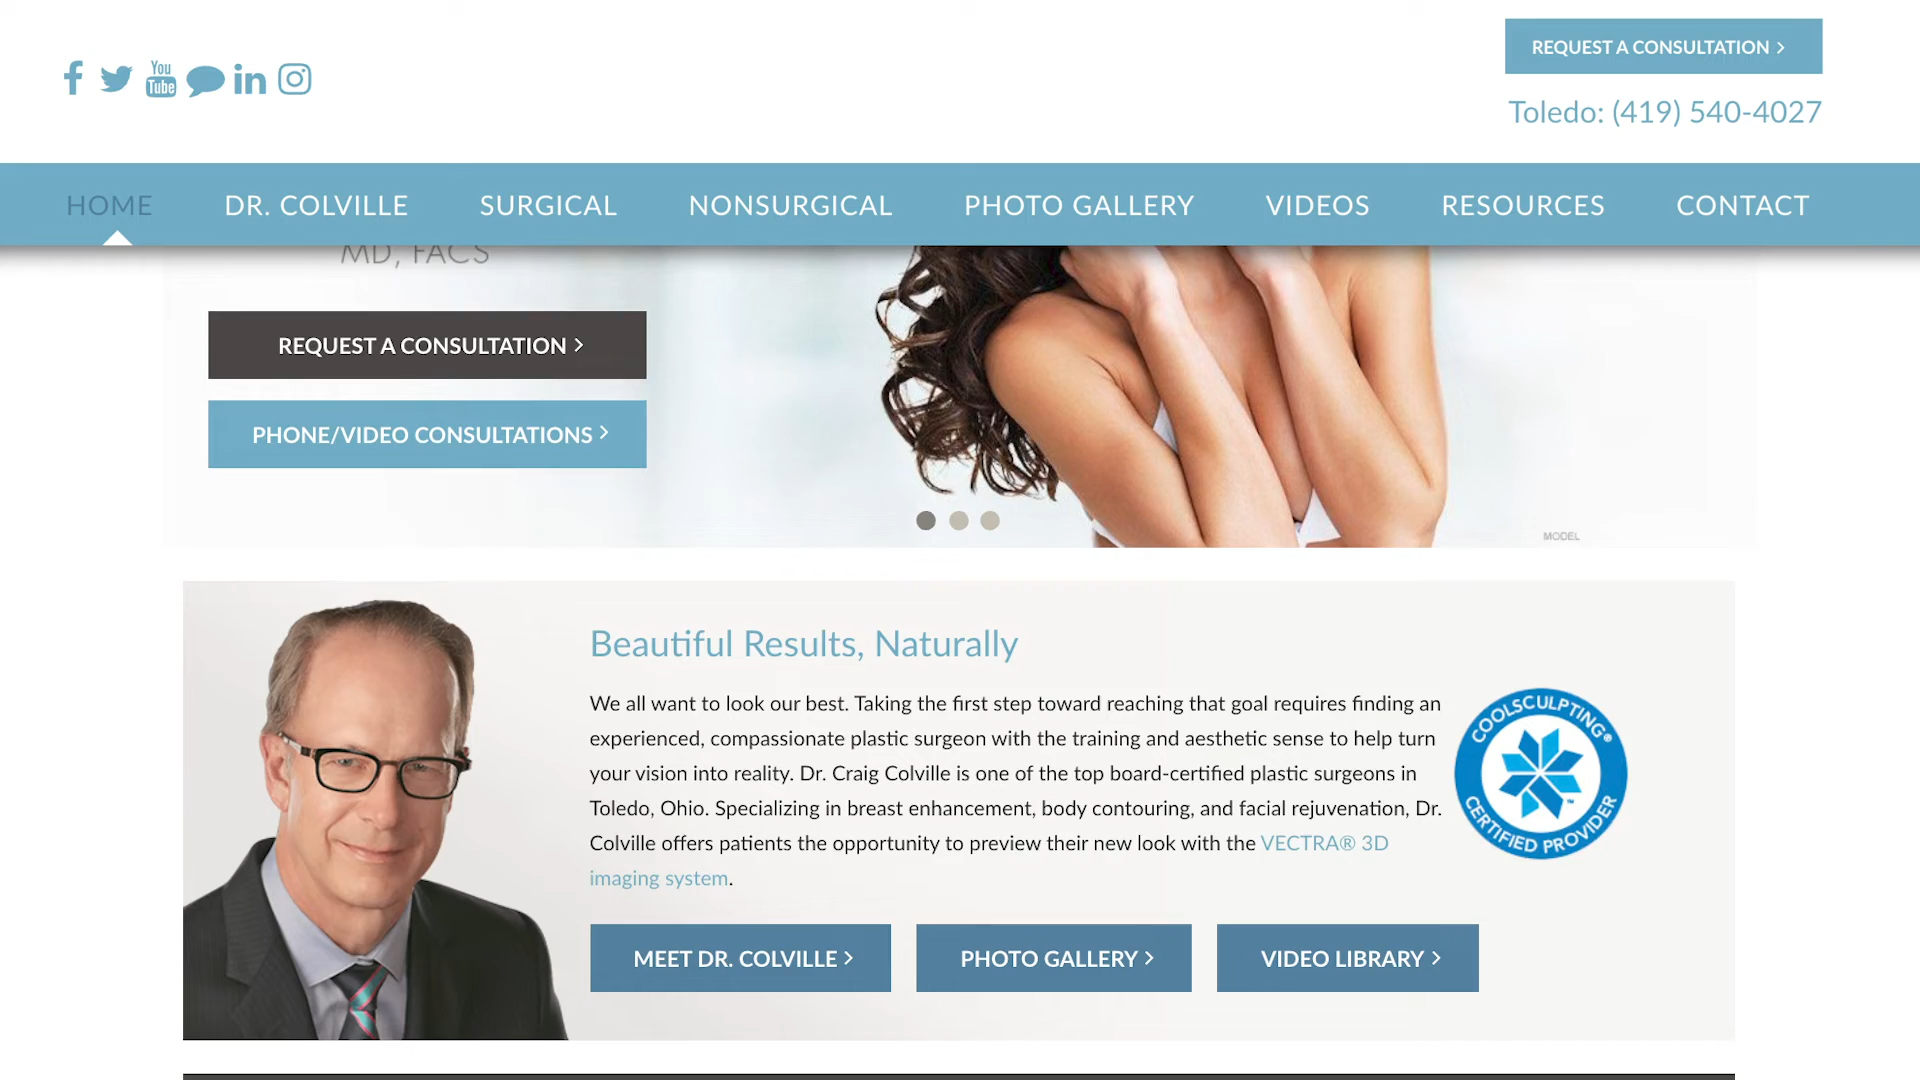 You
Tube
REQUEST A CONSULTATION
Toledo: (419) 540-4027
HOME DR. COLVILLE SURGICAL NONSURGICAL PHOTO GALLERY VIDEOS RESOURCES CONTACT
MD, FACS
REQUEST A CONSULTATION
PHONE/VIDEO CONSULTATIONS
MODEL
Beautiful Results, Naturally
We all want to look our best. Taking the first step toward reaching that goal requires finding an
experienced, compassionate plastic surgeon with the training and aesthetic sense to help turn
your vision into reality. Dr. Craig Colville is one of the top board-certified plastic surgeons in
Toledo, Ohio. Specializing in breast enhancement, body contouring, and facial rejuvenation, Dr.
Colville offers patients the opportunity to preview their new look with the VECTRA® 3D
imaging system.
COOLSCULPTING®
CERTIFIED PROVIDER
MEET DR. COLVILLE PHOTO GALLERY VIDEO LIBRARY